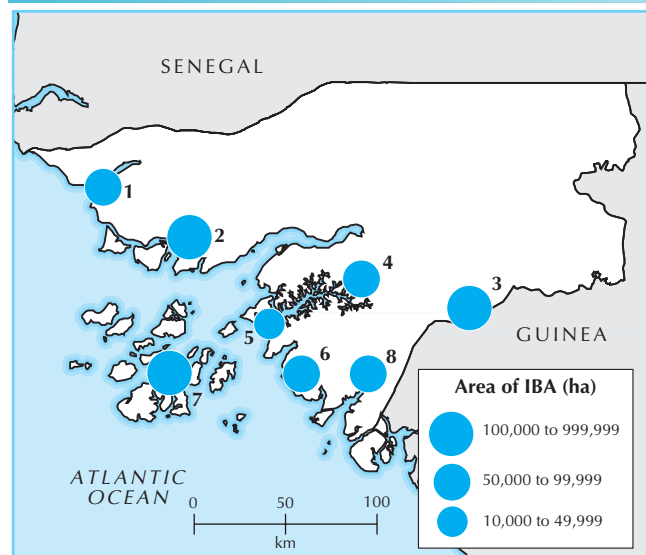 SENEGAL
1
2
4
3
5
6
8
7
GUINEA
ATLANTIC
OCEAN
0 50 100
km
Area of IBA (ha)
100,000 to 999,999
50,000 to 99,999
10,000 to 49,999